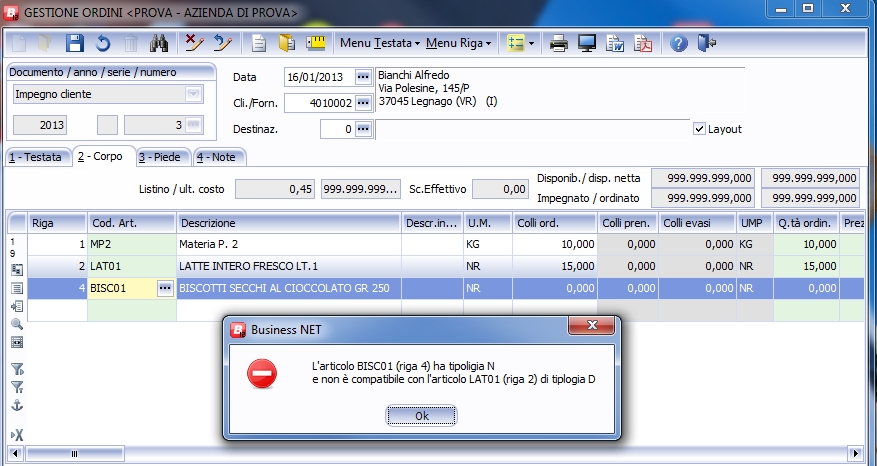 GESTIONE ORDINI <PROVA - AZIENDA DI PROVA>
Menu Testata Menu Riga
Documento / anno / serie / numero
Impegno cliente
2013 3
Data 16/01/2013
Cli./Forn. 4010002
Destinaz. 0
Bianchi Alfredo
Via Polesine, 145/P
37045 Legnago (VR) (I)
Layout
1 - Testata 2 - Corpo 3 - Piede 4 - Note
Listino / ult. costo 0,45 999.999.999... Sc.Effettivo 0,00
Disponib./ disp. netta 999.999.999,000 999.999.999,000
Impegnato / ordinato 999.999.999,000 999.999.999,000
Riga Cod. Art. Descrizione Descr.in... U.M. Colli ord. Colli pren. Colli evasi UMP Q.tà ordin. Prez
1 MP2 Materia P. 2 KG 10,000 0,000 0,000 KG 10,000
2 LAT01 LATTE INTERO FRESCO LT.1 NR 15,000 0,000 0,000 NR 15,000
4 BISC01 BISCOTTI SECCHI AL CIOCCOLATO GR 250 NR 0,000 0,000 0,000 NR 0,000
1
9
Business NET
L'articolo BISC01 (riga 4) ha tipoligia N
e non è compatibile con l'articolo LAT01 (riga 2) di tiplogia D
Ok